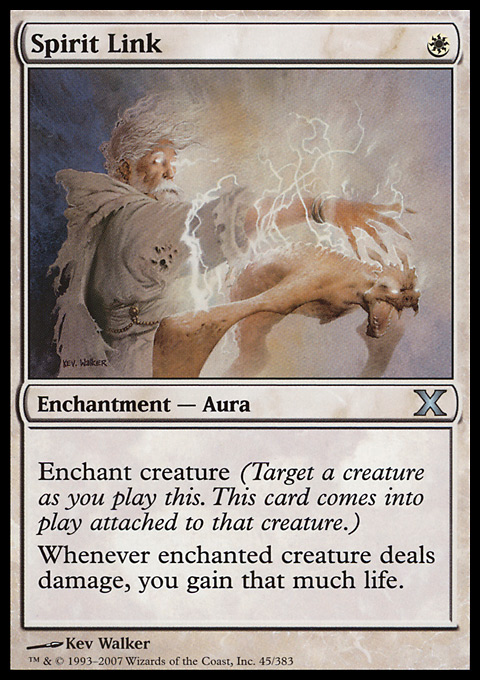 Spirit Link
KEV. WALKER
Enchantment — Aura
X
Enchant creature (Target a creature
as you play this. This card comes into
play attached to that creature.)
Whenever enchanted creature deals
damage, you gain that much life.
Kev Walker
™ & © 1993–2007 Wizards of the Coast, Inc. 45/383